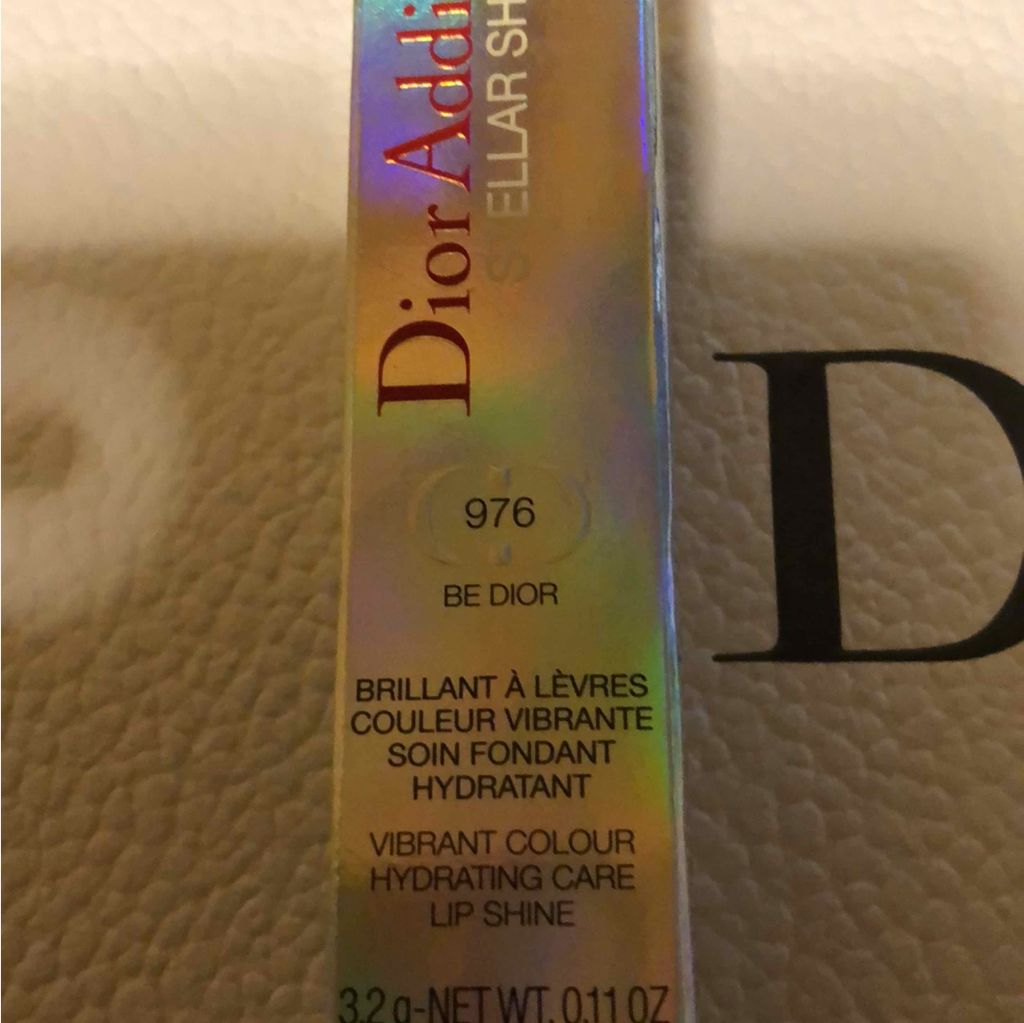 Dior Addi
STELLAR SH
976
BE DIOR
BRILLANT À LÈVRES
COULEUR VIBRANTE
SOIN FONDANT
HYDRATANT
VIBRANT COLOUR
HYDRATING CARE
LIP SHINE
3.2 g-NET WT. 0.11 OZ
D